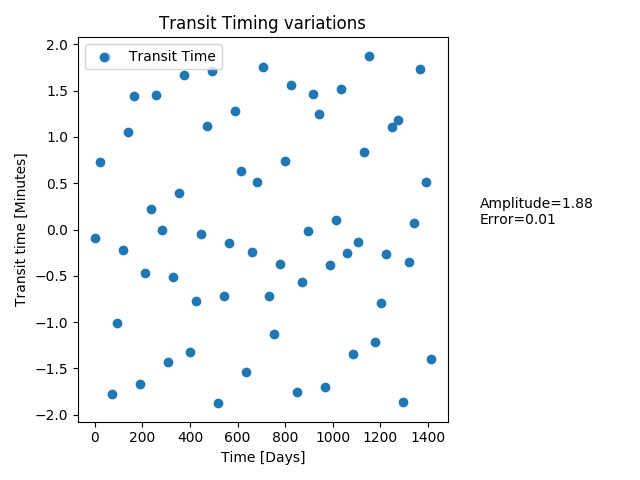 Transit Timing variations
Transit Time
2.0
1.5
1.0
0.5
0.0
−0.5
−1.0
−1.5
−2.0
Transit time [Minutes]
0 200 400 600 800 1000 1200 1400
Time [Days]
Amplitude=1.88
Error=0.01